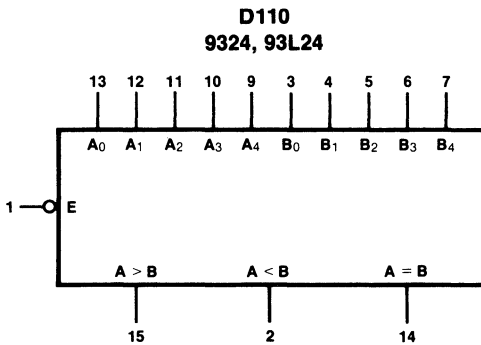 D110
9324, 93L24
13 12 11 10 9 3 4 5 6 7
A0 A1 A2 A3 A4 B0 B1 B2 B3 B4
1 E
A > B A < B A = B
15 2 14